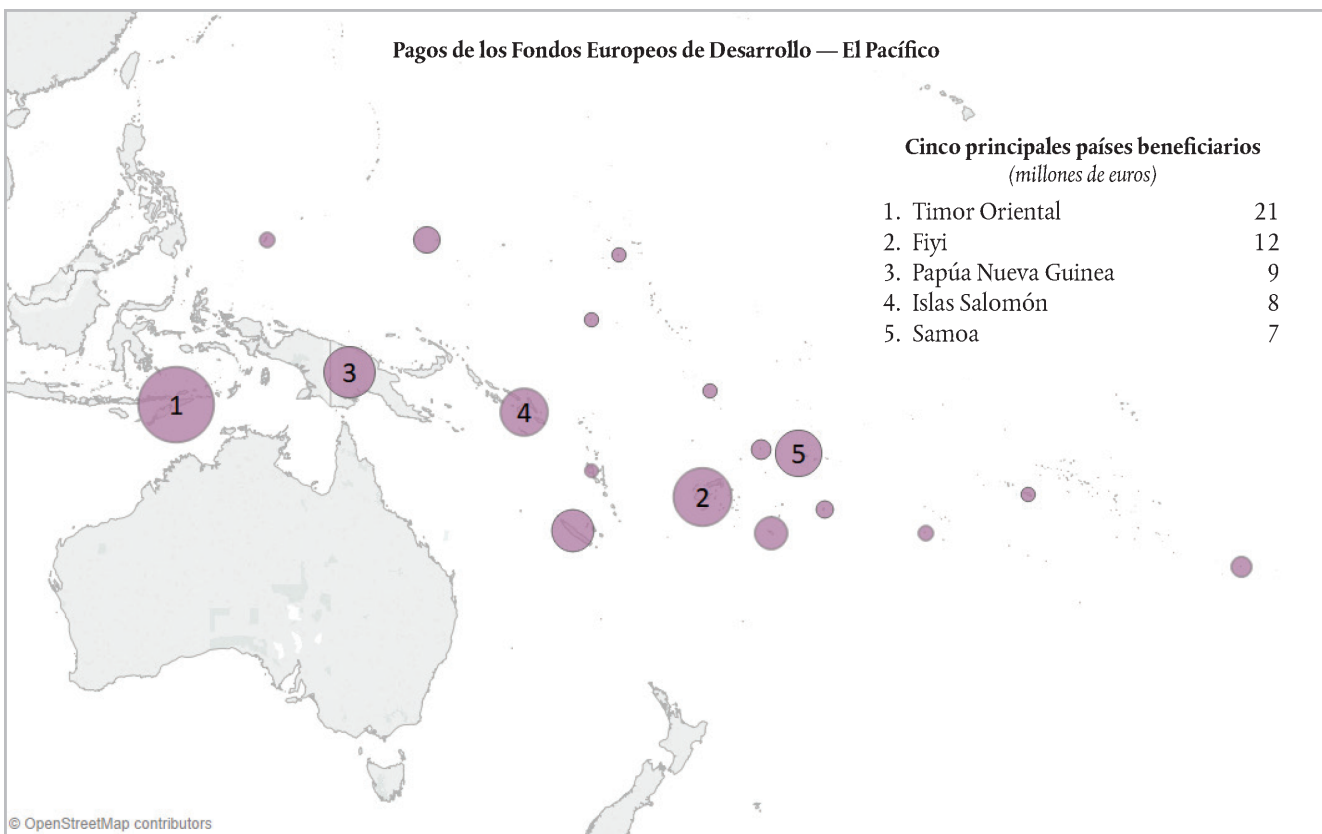 Pagos de los Fondos Europeos de Desarrollo — El Pacífico
Cinco principales países beneficiarios
(millones de euros)
1. Timor Oriental 21
2. Fiyi 12
3. Papúa Nueva Guinea 9
4. Islas Salomón 8
5. Samoa 7
3
1
4
5
2
© OpenStreetMap contributors